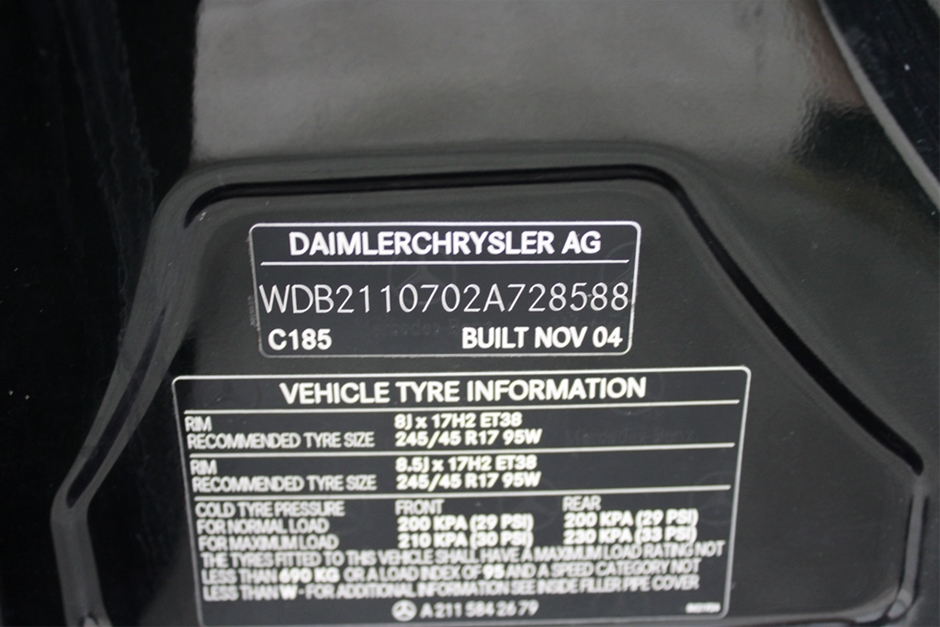 DAIMLERCHRYSLER AG
WDB2110702A728588
C185 BUILT NOV 04
VEHICLE TYRE INFORMATION
RIM 8J x 17H2 ET38
RECOMMENDED TYRE SIZE 245/45 R17 95W
RIM 8.5J x 17H2 ET38
RECOMMENDED TYRE SIZE 245/45 R17 95W
COLD TYRE PRESSURE FRONT REAR
FOR NORMAL LOAD 200 KPA (29 PSI) 200 KPA (29 PSI)
FOR MAXIMUM LOAD 210 KPA (30 PSI) 230 KPA (33 PSI)
THE TYRES FITTED TO THIS VEHICLE SHALL HAVE A MAXIMUM LOAD RATING NOT
LESS THAN 690 KG OR A LOAD INDEX OF 95 AND A SPEED CATEGORY NOT
LESS THAN W - FOR ADDITIONAL INFORMATION SEE INSIDE FILLER PIPE COVER
A 211 584 26 79